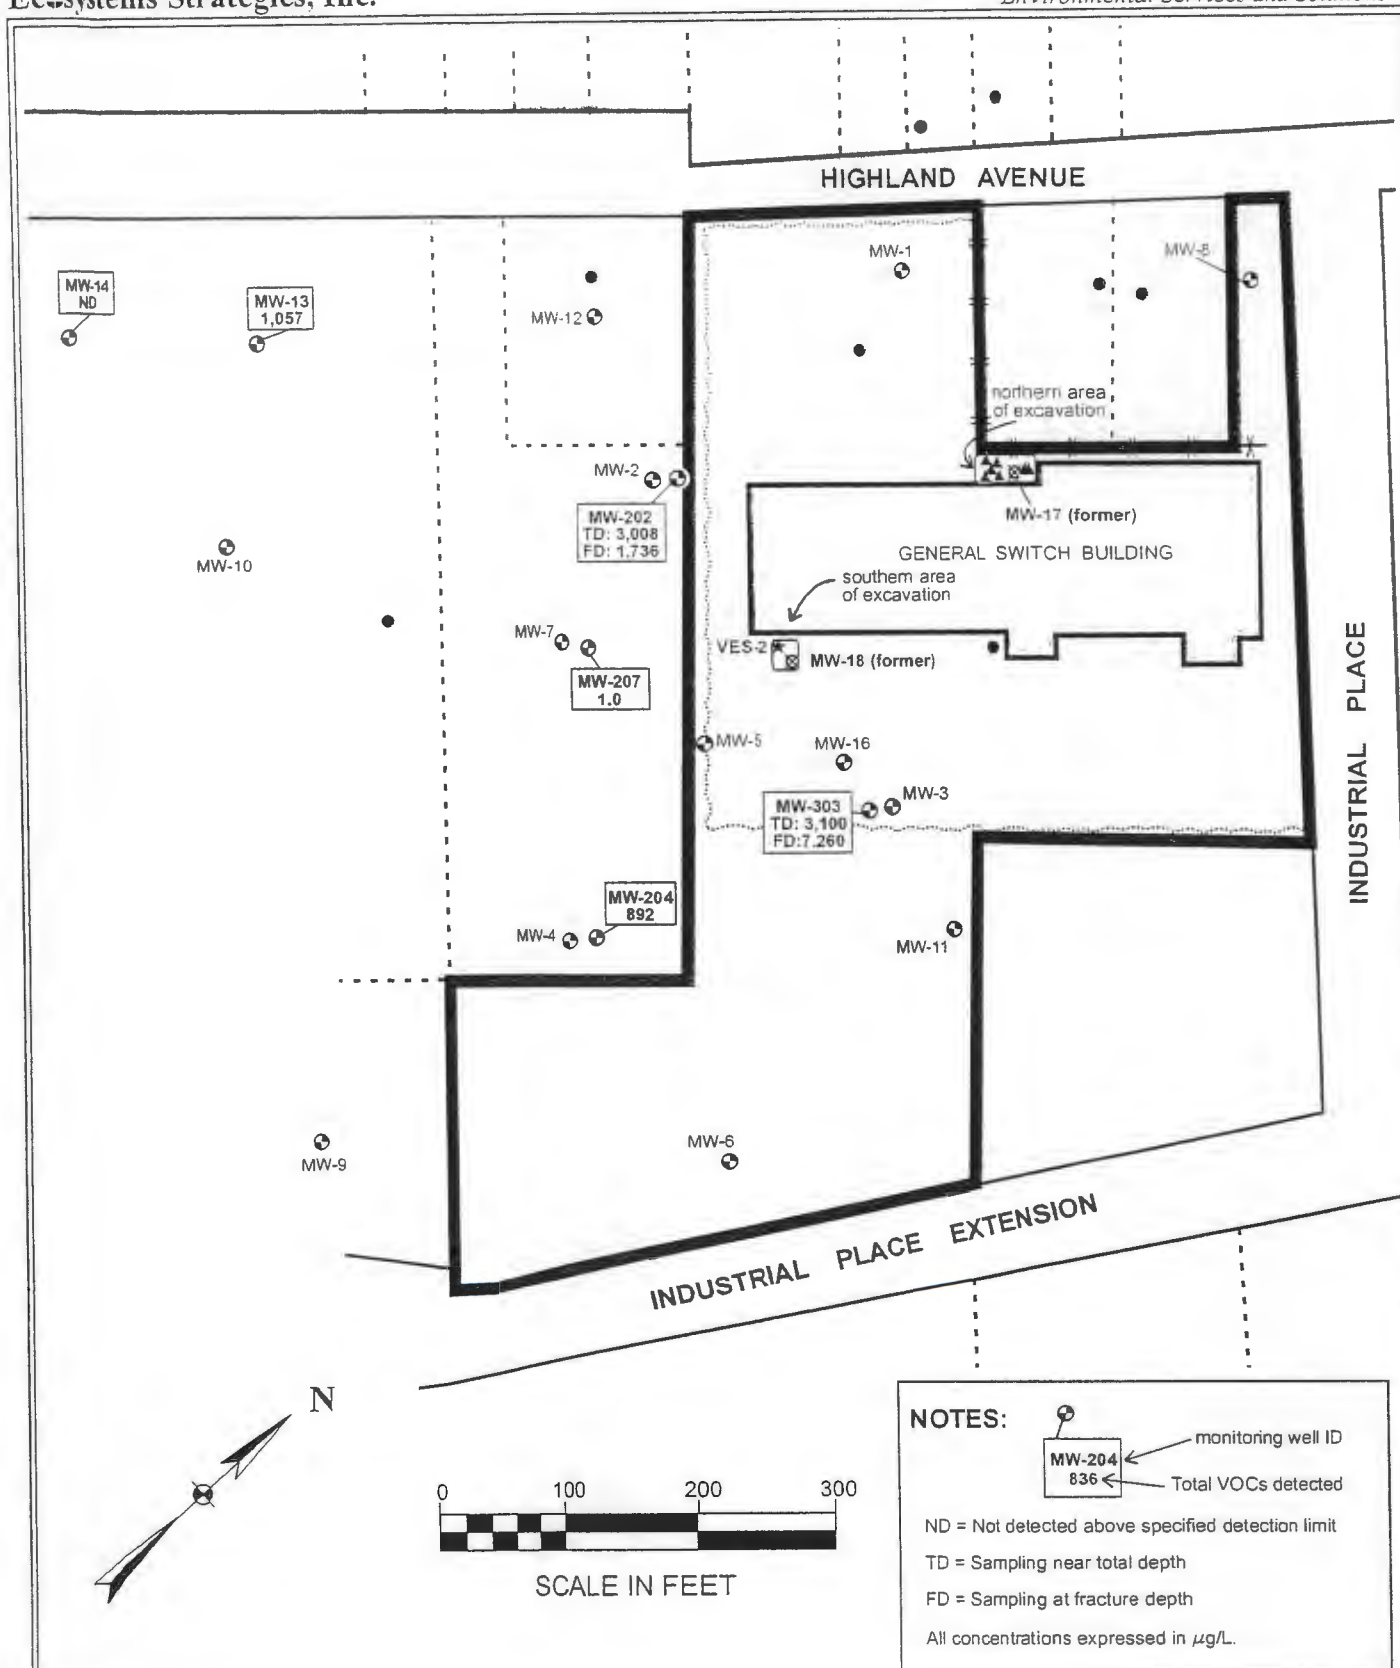 Ecosystems Strategies, Inc.
HIGHLAND AVENUE
MW-14
ND
MW-13
1,057
MW-12
MW-1
MW-8
northern area
of excavation
MW-2
MW-202
TD: 3,008
FD: 1.736
MW-17 (former)
GENERAL SWITCH BUILDING
MW-10
southern area
of excavation
MW-7
MW-207
1.0
VES-2
MW-18 (former)
INDUSTRIAL PLACE
MW-5
MW-16
MW-303
TD: 3,100
FD:7.260
MW-3
MW-204
892
MW-4
MW-11
MW-9
MW-6
INDUSTRIAL PLACE EXTENSION
N
0 100 200 300
SCALE IN FEET
NOTES:
MW-204
836
monitoring well ID
Total VOCs detected
ND = Not detected above specified detection limit
TD = Sampling near total depth
FD = Sampling at fracture depth
All concentrations expressed in µg/L.